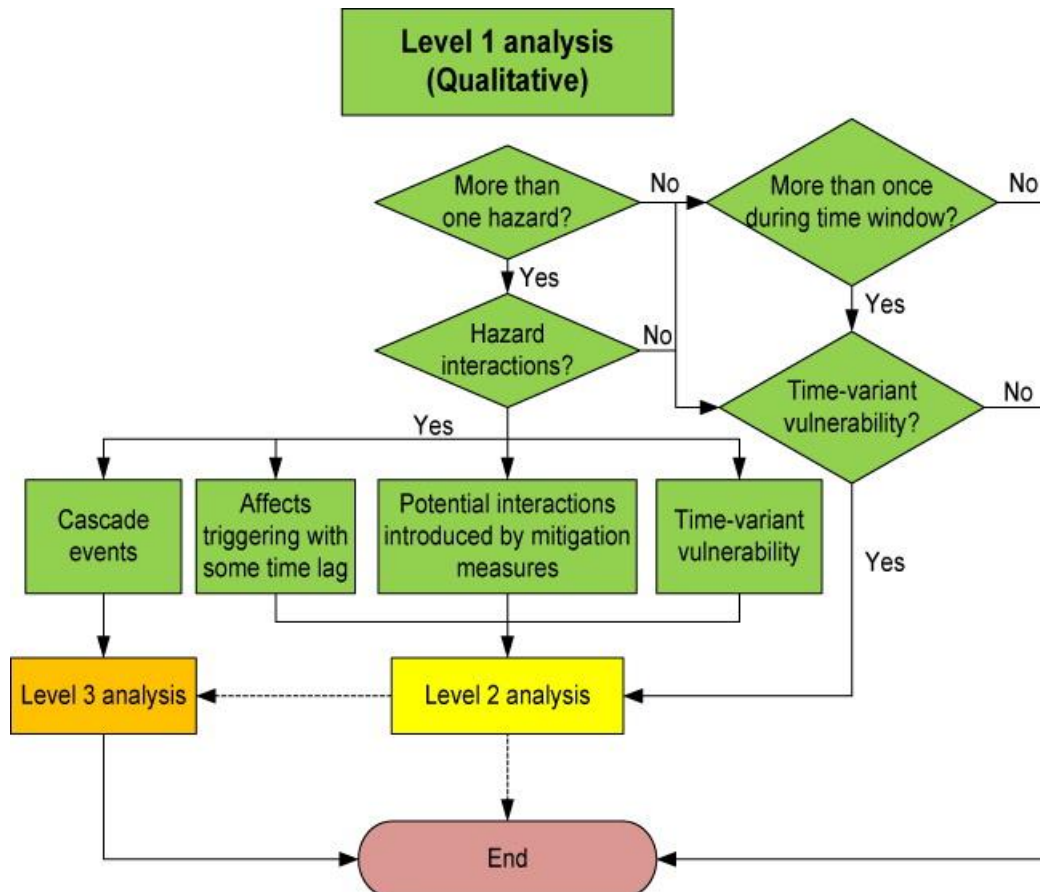 Level 1 analysis
(Qualitative)
More than
one hazard?
No
More than once
during time window?
No
Yes
Yes
Hazard
interactions?
No
Time-variant
vulnerability?
No
Yes
Cascade
events
Affects
triggering with
some time lag
Potential interactions
introduced by mitigation
measures
Time-variant
vulnerability
Yes
Level 3 analysis
Level 2 analysis
End